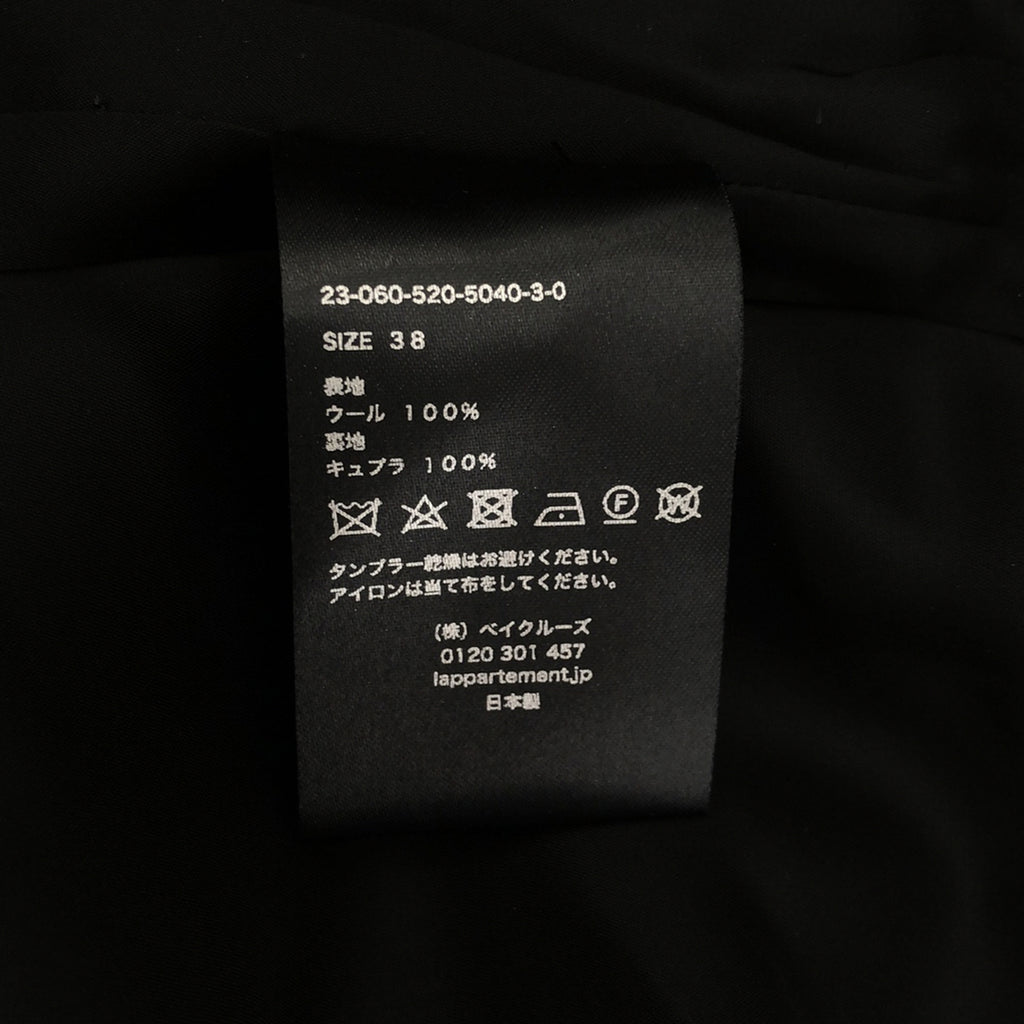 23-060-520-5040-3-0
SIZE 38
表地
ウール 100%
裏地
キュプラ 100%
F
W
タンブラー乾燥はお避けください。
アイロンは当て布をしてください。
(株) ベイクルーズ
0120 301 457
lappartement.jp
日本製